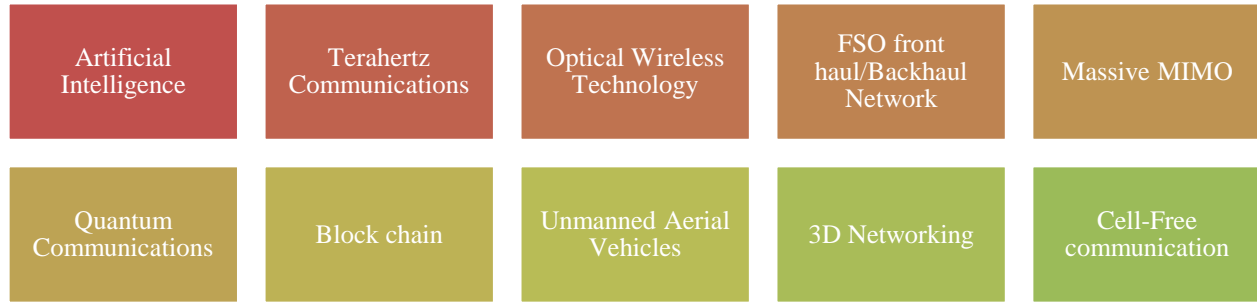 Artificial
Intelligence
Terahertz
Communications
Optical Wireless
Technology
FSO front
haul/Backhaul
Network
Massive MIMO
Quantum
Communications
Block chain
Unmanned Aerial
Vehicles
3D Networking
Cell-Free
communication